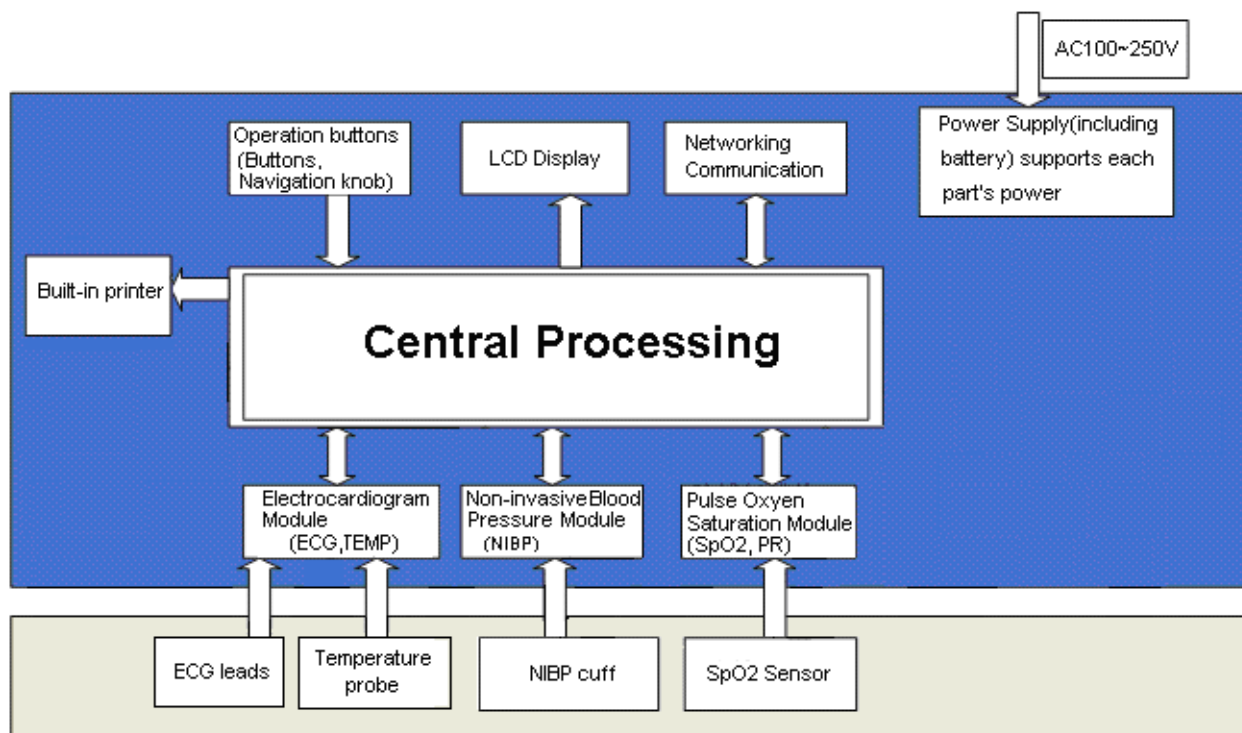 AC100~250V
Operation buttons
(Buttons,
Navigation knob)
LCD Display
Networking
Communication
Power Supply(including
battery) supports each
part's power
Built-in printer
Central Processing
Electrocardiogram
Module
(ECG,TEMP)
Non-invasive Blood
Pressure Module
(NIBP)
Pulse Oxyen
Saturation Module
(SpO2, PR)
ECG leads
Temperature
probe
NIBP cuff
SpO2 Sensor